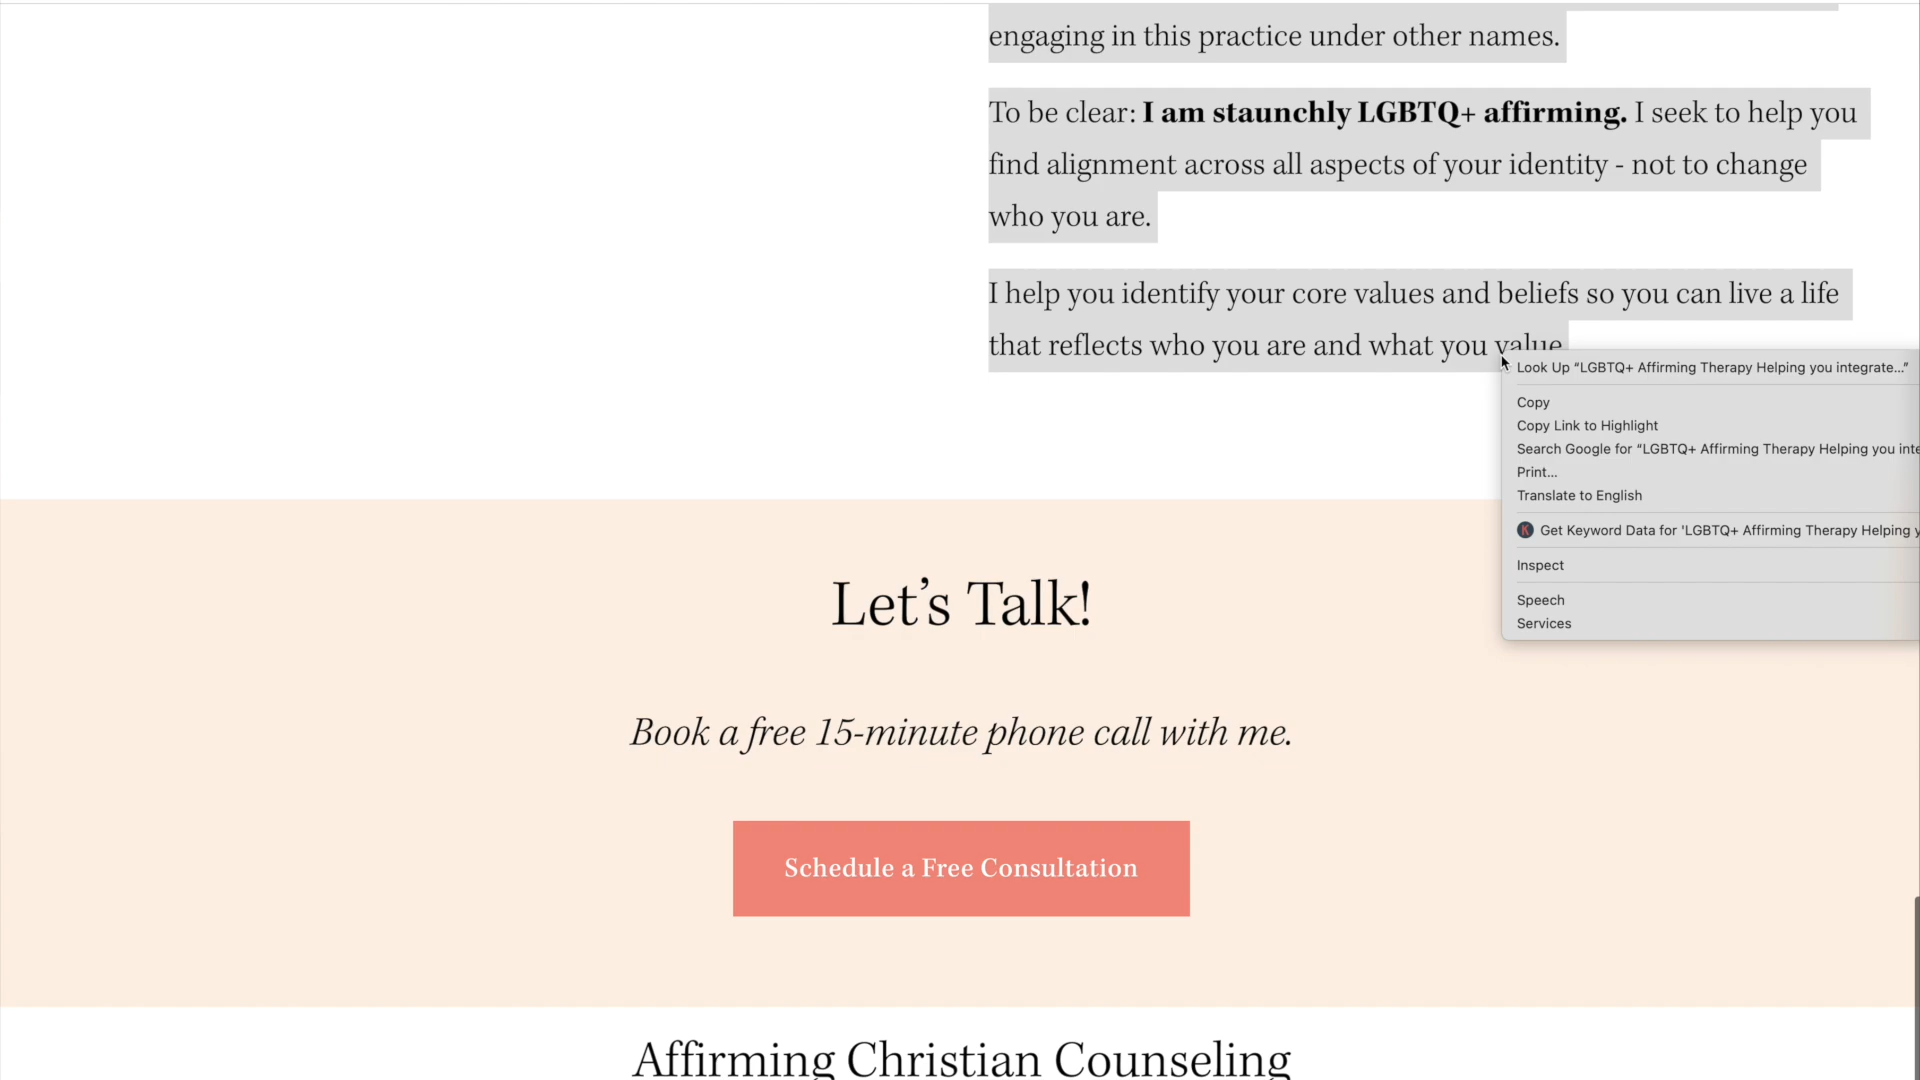 engaging in this practice under other names.
To be clear: I am staunchly LGBTQ+ affirming. I seek to help you
find alignment across all aspects of your identity - not to change
who you are.
I help you identify your core values and beliefs so you can live a life
that reflects who you are and what you value
Look Up “LGBTQ+ Affirming Therapy Helping you integrate...”
Copy
Copy Link to Highlight
Search Google for “LGBTQ+ Affirming Therapy Helping you
Print...
Translate to English
K
Get Keyword Data for 'LGBTQ+ Affirming Therapy Helping
Inspect
Speech
Services
Let’s Talk!
Book a free 15-minute phone call with me.
Schedule a Free Consultation
Affirming Christian Counseling